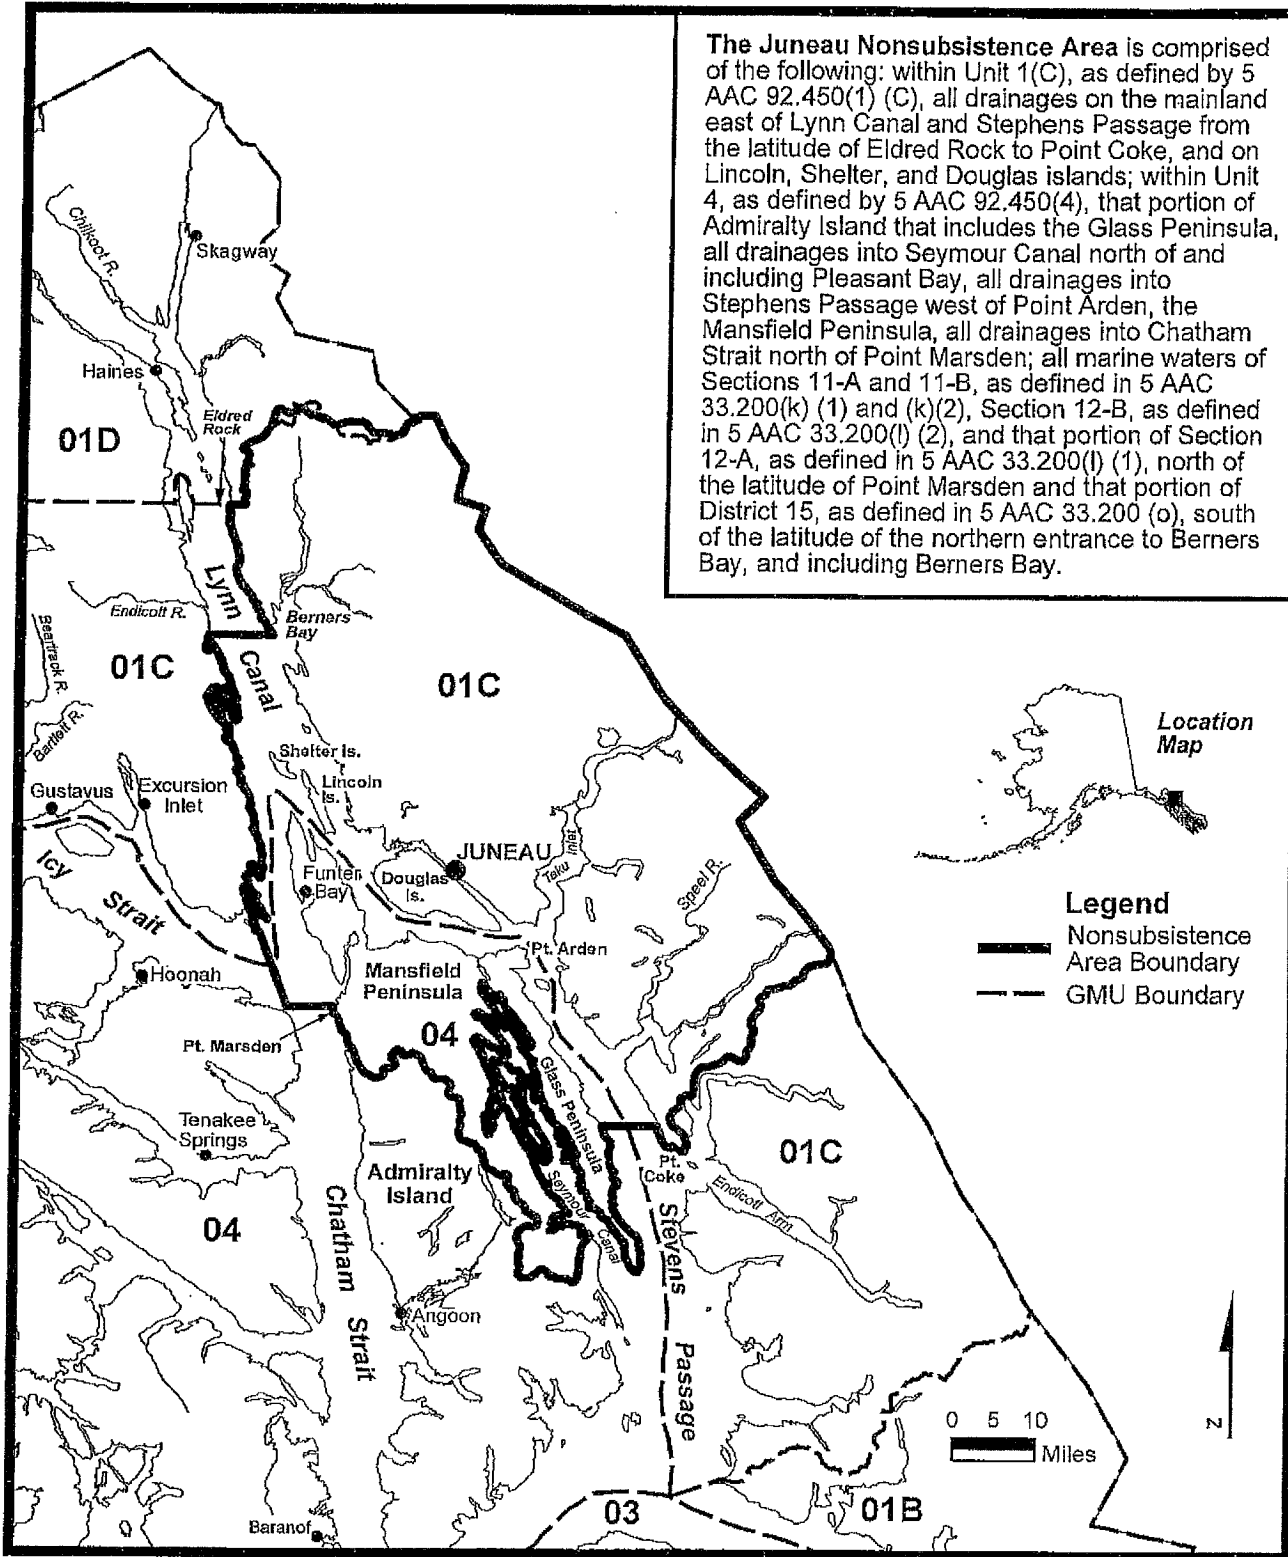 The Juneau Nonsubsistence Area is comprised
of the following: within Unit 1(C), as defined by 5
AAC 92.450(1) (C), all drainages on the mainland
east of Lynn Canal and Stephens Passage from
the latitude of Eldred Rock to Point Coke, and on
Lincoln, Shelter, and Douglas islands; within Unit
4, as defined by 5 AAC 92.450(4), that portion of
Admiralty Island that includes the Glass Peninsula,
all drainages into Seymour Canal north of and
including Pleasant Bay, all drainages into
Stephens Passage west of Point Arden, the
Mansfield Peninsula, all drainages into Chatham
Strait north of Point Marsden; all marine waters of
Sections 11-A and 11-B, as defined in 5 AAC
33.200(k) (1) and (k)(2), Section 12-B, as defined
in 5 AAC 33.200(l) (2), and that portion of Section
12-A, as defined in 5 AAC 33.200(l) (1), north of
the latitude of Point Marsden and that portion of
District 15, as defined in 5 AAC 33.200 (o), south
of the latitude of the northern entrance to Berners
Bay, and including Berners Bay.
Chilkoot R.
Skagway
Haines
Eldred
Rock
01D
Lynn
Canal
Endicott R.
Berners
Bay
Beartrack R.
01C
01C
Bartlett R.
Shelter Is.
Lincoln
Is.
Gustavus
Excursion
Inlet
Icy
Strait
JUNEAU
Funter
Bay
Douglas
Is.
Taku Inlet
Speel R.
Pt. Arden
Hoonah
Mansfield
Peninsula
04
Pt. Marsden
Glass Peninsula
Tenakee
Springs
Admiralty
Island
Seymour Canal
Pt.
Coke
01C
Endicott Arm
04
Chatham
Strait
Stevens
Passage
Angoon
Baranof
03
01B
Location
Map
Legend
Nonsubsistence
Area Boundary
GMU Boundary
0 5 10
Miles
N